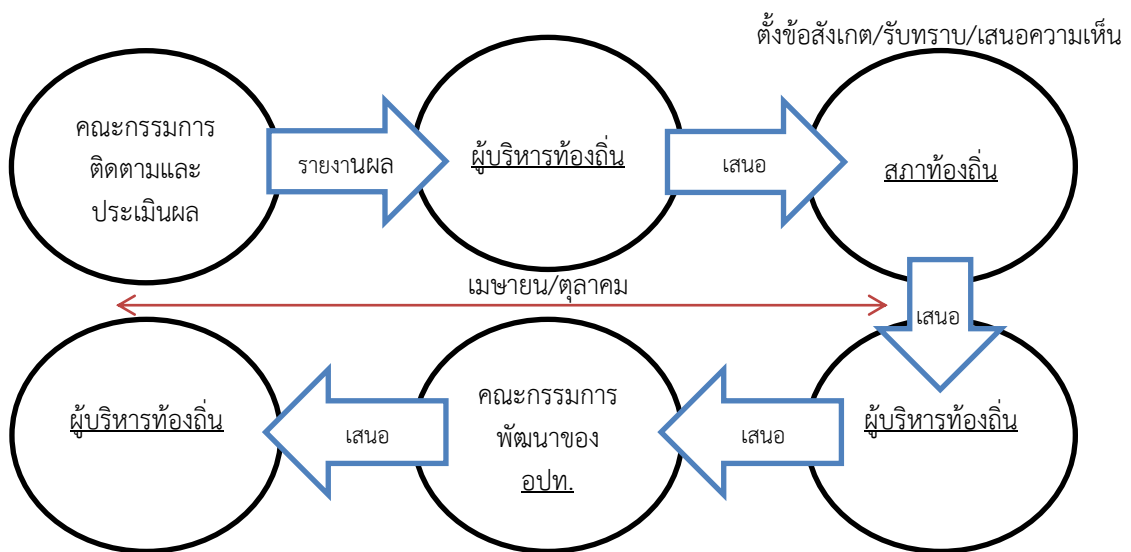 ตั้งข้อสังเกต/รับทราบ/เสนอความเห็น
คณะกรรมการ
ติดตามและ
ประเมินผล
รายงานผล
ผู้บริหารท้องถิ่น
เสนอ
สภาท้องถิ่น
เมษายน/ตุลาคม
เสนอ
ผู้บริหารท้องถิ่น
เสนอ
คณะกรรมการ
พัฒนาของ
อปท.
เสนอ
ผู้บริหารท้องถิ่น